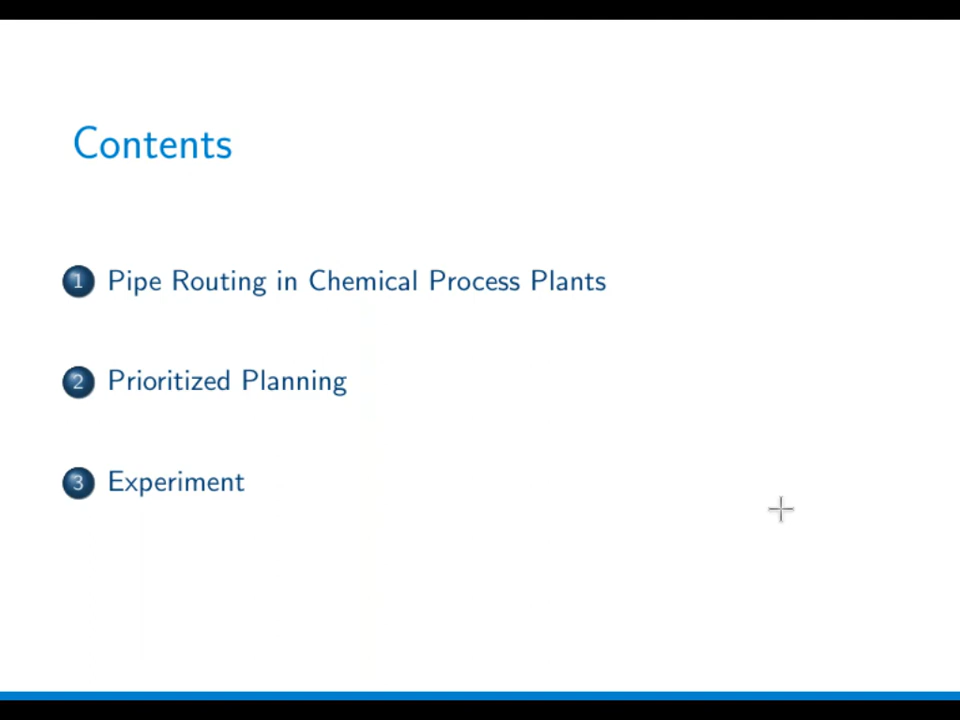 Contents
1 Pipe Routing in Chemical Process Plants
2 Prioritized Planning
3 Experiment